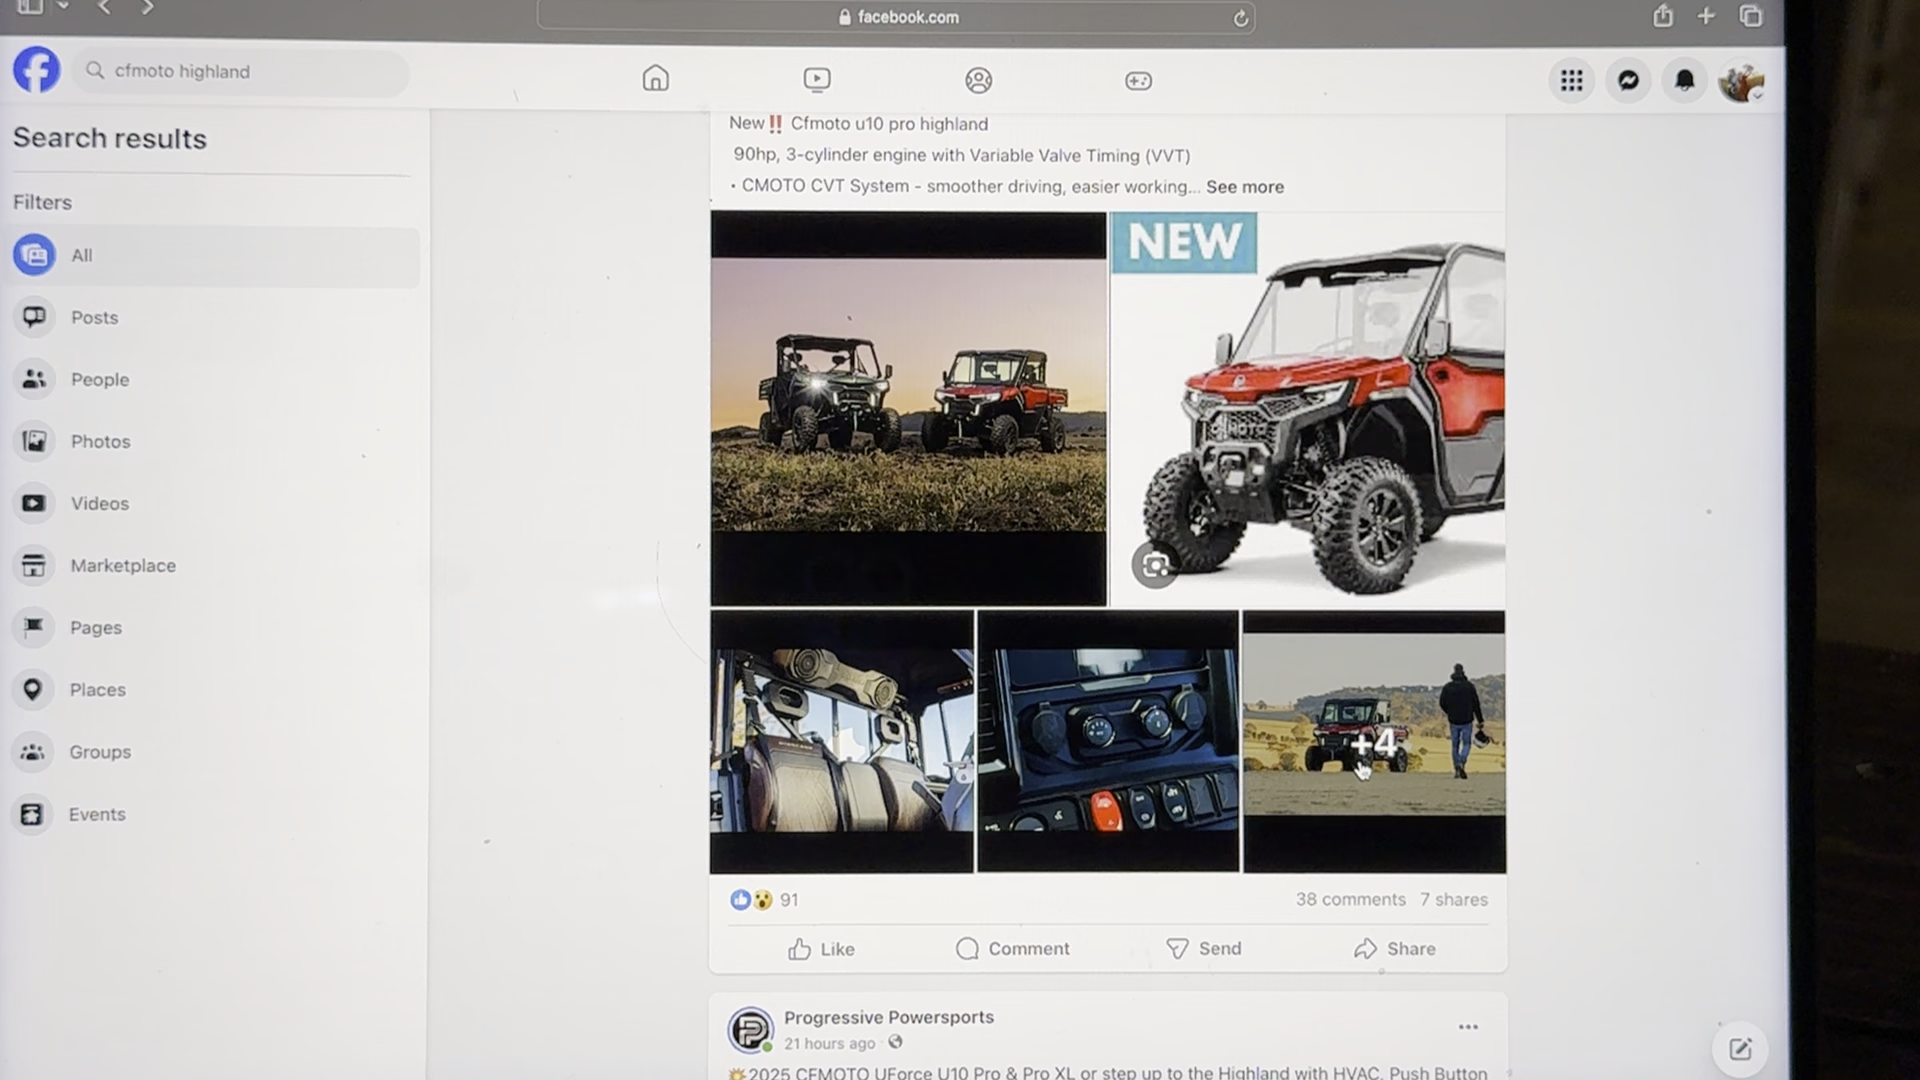 facebook.com
cfmoto highland
Search results
Filters
All
Posts
People
Photos
Videos
Marketplace
Pages
Places
Groups
Events
New‼️ Cfmoto u10 pro highland
90hp, 3-cylinder engine with Variable Valve Timing (VVT)
• CMOTO CVT System - smoother driving, easier working... See more
NEW
+4
91
38 comments 7 shares
Like
Comment
Send
Share
Progressive Powersports
21 hours ago
💥2025 CFMOTO UForce U10 Pro & Pro XL or step up to the Highland with HVAC, Push Button